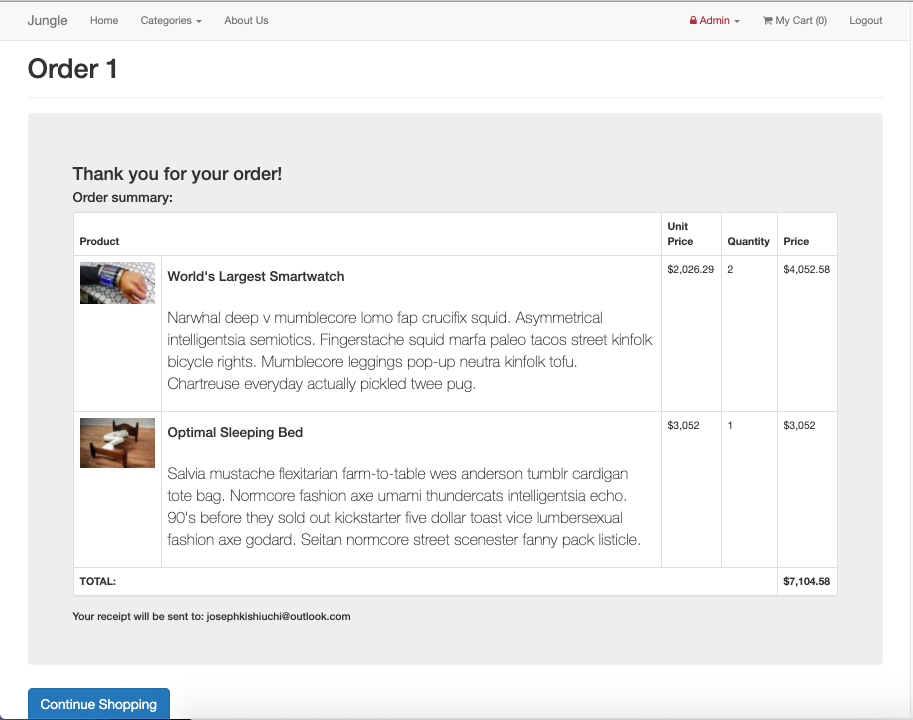 Jungle Home Categories About Us Admin My Cart (0) Logout
Order 1
Thank you for your order!
Order summary:
Product Unit Price Quantity Price
World's Largest Smartwatch $2,026.29 2 $4,052.58
Narwhal deep v mumblecore lomo fap crucifix squid. Asymmetrical
intelligentsia semiotics. Fingerstache squid marfa paleo tacos street kinfolk
bicycle rights. Mumblecore leggings pop-up neutra kinfolk tofu.
Chartreuse everyday actually pickled twee pug.
Optimal Sleeping Bed $3,052 1 $3,052
Salvia mustache flexitarian farm-to-table wes anderson tumblr cardigan
tote bag. Normcore fashion axe umami thundercats intelligentsia echo.
90's before they sold out kickstarter five dollar toast vice lumbersexual
fashion axe godard. Seitan normcore street scenester fanny pack listicle.
TOTAL: $7,104.58
Your receipt will be sent to: josephkishiuchi@outlook.com
Continue Shopping